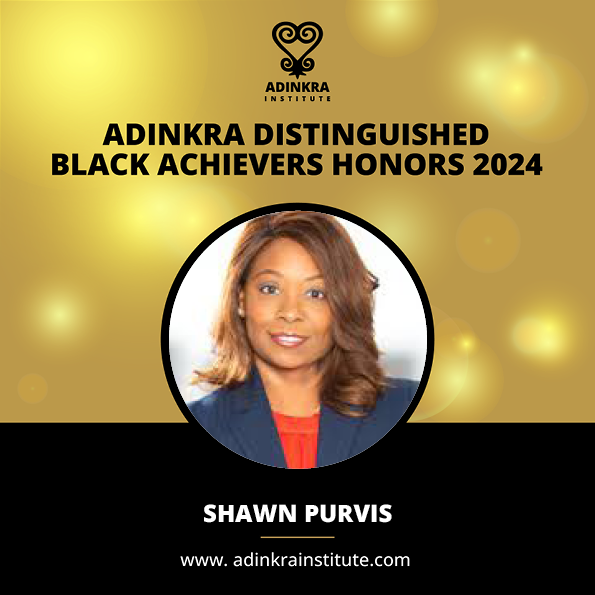 ADINKRA
INSTITUTE
ADINKRA DISTINGUISHED
BLACK ACHIEVERS HONORS 2024
SHAWN PURVIS
www. adinkrainstitute.com